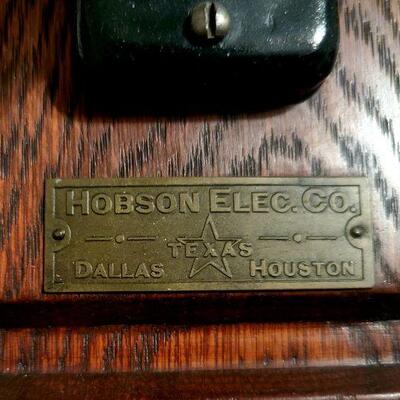 HOBSON ELEC. CO.
TEXAS
DALLAS HOUSTON